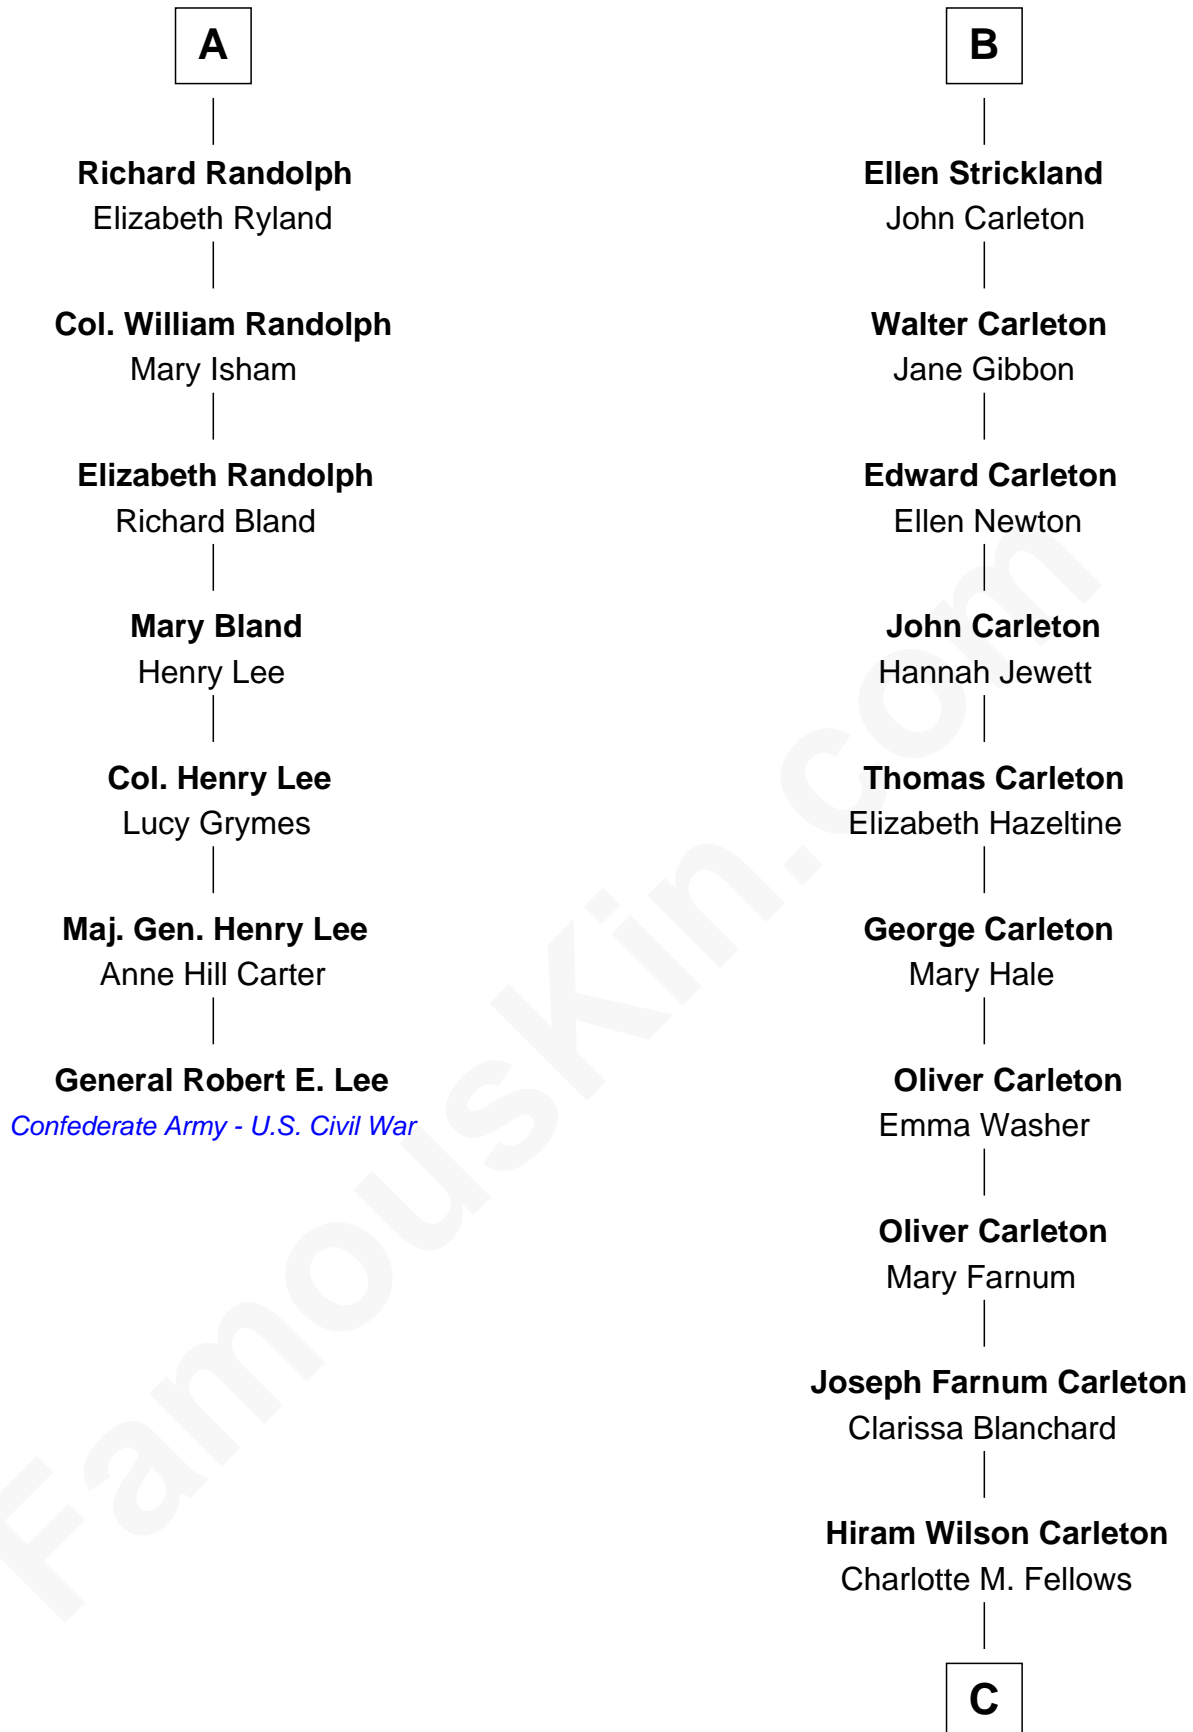 A
Richard Randolph
Elizabeth Ryland
Col. William Randolph
Mary Isham
Elizabeth Randolph
Richard Bland
Mary Bland
Henry Lee
Col. Henry Lee
Lucy Grymes
Maj. Gen. Henry Lee
Anne Hill Carter
General Robert E. Lee
Confederate Army - U.S. Civil War
B
Ellen Strickland
John Carleton
Walter Carleton
Jane Gibbon
Edward Carleton
Ellen Newton
John Carleton
Hannah Jewett
Thomas Carleton
Elizabeth Hazeltine
George Carleton
Mary Hale
Oliver Carleton
Emma Washer
Oliver Carleton
Mary Farnum
Joseph Farnum Carleton
Clarissa Blanchard
Hiram Wilson Carleton
Charlotte M. Fellows
C
FamousKin.com